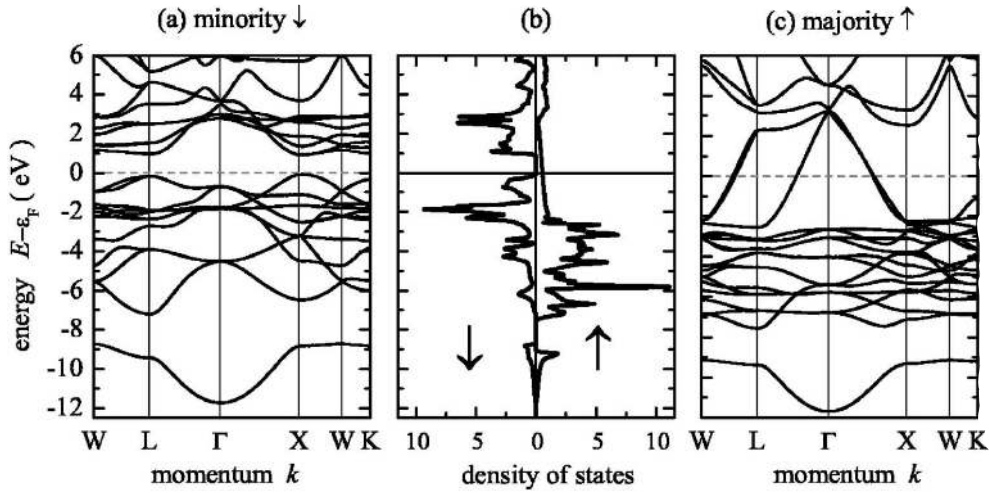 (a) minority ↓
(b)
(c) majority ↑
energy E−ε_F ( eV )
6
4
2
0
-2
-4
-6
-8
-10
-12
W L Γ X W K
10 5 0 5 10
W L Γ X W K
momentum k
density of states
momentum k